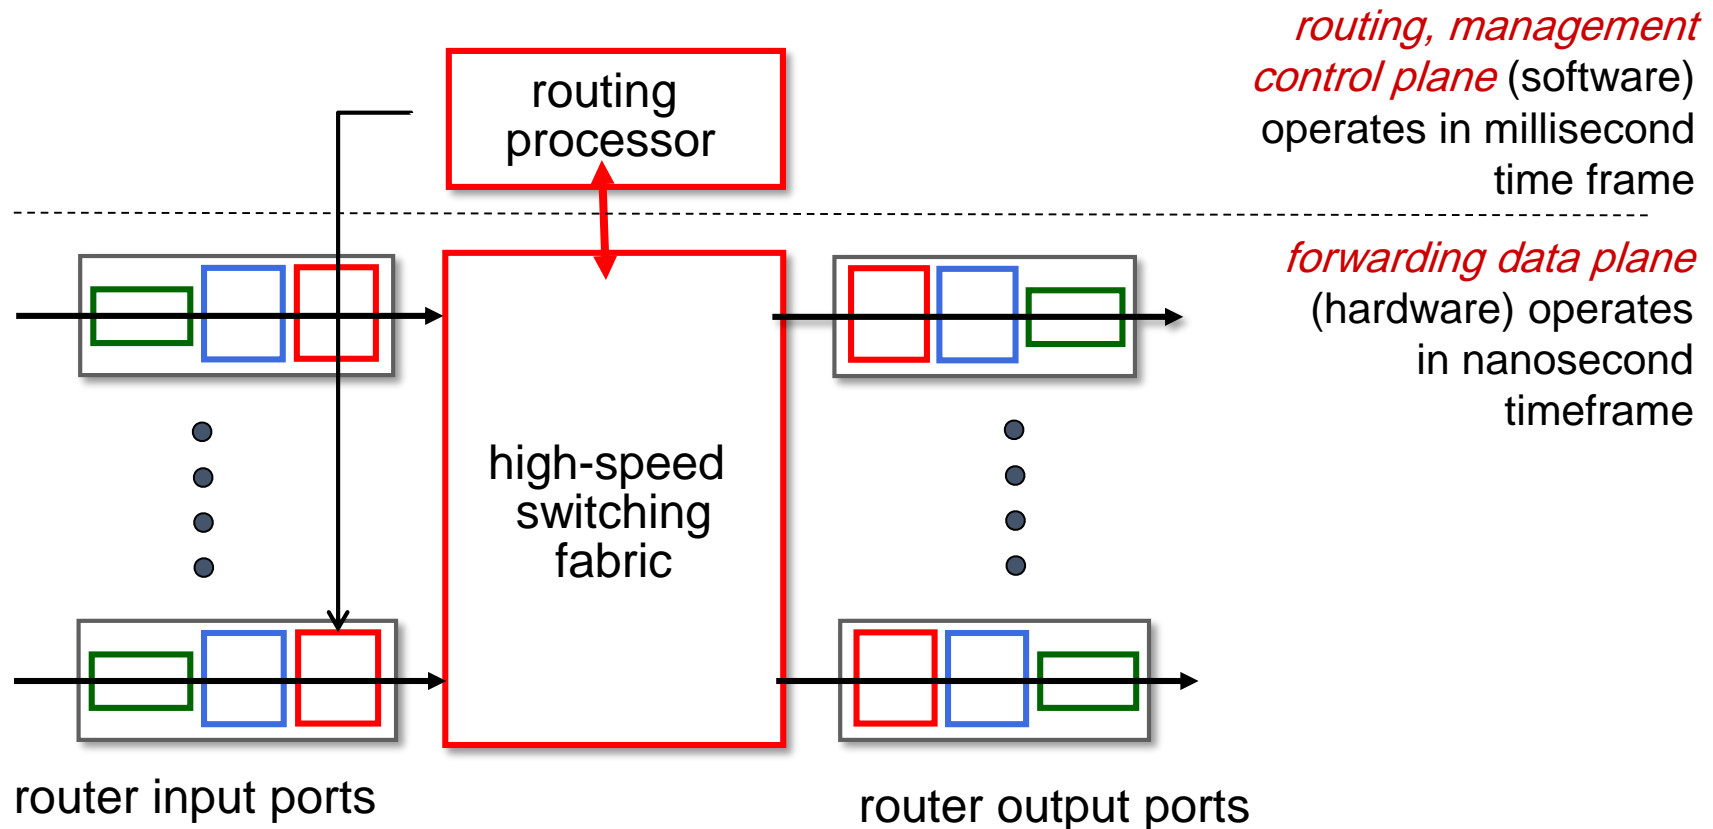 routing, management
control plane (software)
operates in millisecond
time frame
routing
processor
forwarding data plane
(hardware) operates
in nanosecond
timeframe
high-speed
switching
fabric
router input ports
router output ports